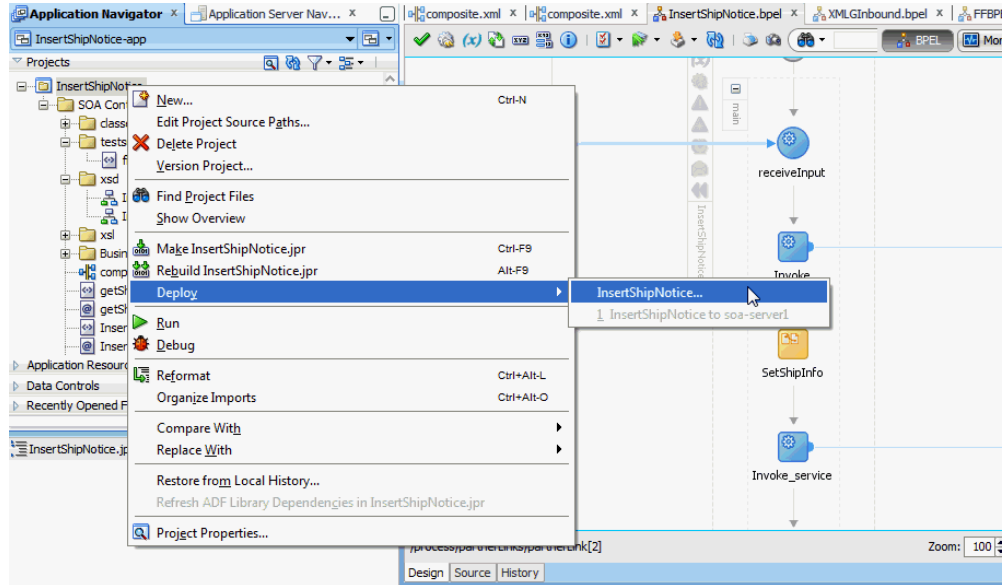 Application Navigator x Application Server Nav... x
composite.xml x composite.xml x InsertShipNotice.bpel x XMLGInbound.bpel x FFBP
InsertShipNotice-app
BPEL Mon
Projects
InsertShipNotice
SOA Con
classe
tests
f
xsd
I
I
xsl
Busin
comp
getSh
getSh
Inser
Inser
Application Resourc
Data Controls
Recently Opened F
InsertShipNotice.jp
New... Ctrl-N
Edit Project Source Paths...
Delete Project
Version Project...
Find Project Files
Show Overview
Make InsertShipNotice.jpr Ctrl-F9
Rebuild InsertShipNotice.jpr Alt-F9
Deploy
Run
Debug
Reformat Ctrl+Alt-L
Organize Imports Ctrl+Alt-O
Compare With
Replace With
Restore from Local History...
Refresh ADF Library Dependencies in InsertShipNotice.jpr
Project Properties...
InsertShipNotice...
1 InsertShipNotice to soa-server1
main
InsertShipNotice
receiveInput
Invoke
SetShipInfo
Invoke_service
/process/partnerLinks/partnerLink[2]
Zoom: 100
Design Source History